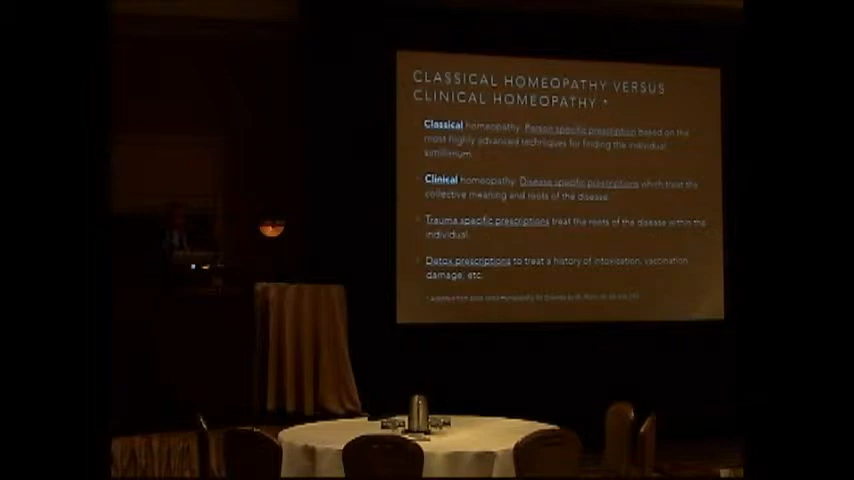 CLASSICAL HOMEOPATHY VERSUS
CLINICAL HOMEOPATHY *
Classical homeopathy: Person specific prescription based on the
most highly advanced techniques for finding the individual
simillimum.
Clinical homeopathy: Disease specific prescriptions which treat the
collective meaning and roots of the disease.
Trauma specific prescriptions treat the roots of the disease within the
individual.
Detox prescriptions to treat a history of intoxication, vaccination
damage, etc.